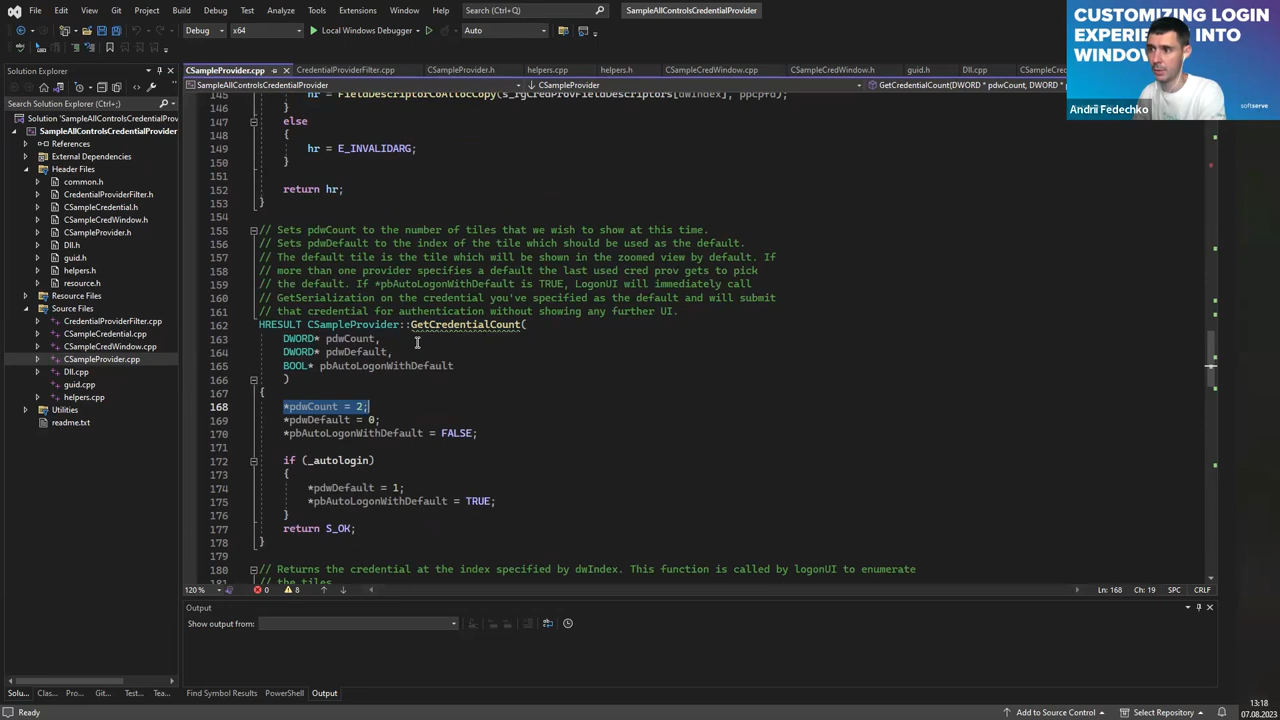 File Edit View Git Project Build Debug Test Analyze Tools Extensions Window Help Search (Ctrl+Q) SampleAllControlsCredentialProvider
Debug x64 Local Windows Debugger Auto
Solution Explorer
Search Solution Explorer (Ctrl+;)
Solution 'SampleAllControlsCredentialProv
SampleAllControlsCredentialProvider
References
External Dependencies
Header Files
common.h
CredentialProviderFilter.h
CSampleCredential.h
CSampleCredWindow.h
CSampleProvider.h
Dll.h
guid.h
helpers.h
resource.h
Resource Files
Source Files
CredentialProviderFilter.cpp
CSampleCredential.cpp
CSampleCredWindow.cpp
CSampleProvider.cpp
Dll.cpp
guid.cpp
helpers.cpp
Utilities
readme.txt
Solu... Clas... Pro... Git... Test... Tea...
CSampleProvider.cpp CredentialProviderFilter.cpp CSampleProvider.h helpers.cpp helpers.h CSampleCredWindow.cpp CSampleCredWindow.h guid.h Dll.cpp CSampleCred
SampleAllControlsCredentialProvider CSampleProvider GetCredentialCount(DWORD * pdwCount, DWORD * p
145 hr = FieldDescriptorCoAllocCopy(s_rgCredProvFieldDescriptors[dwIndex], ppcpfd);
146 }
147 else
148 {
149 hr = E_INVALIDARG;
150 }
151
152 return hr;
153 }
154
155 // Sets pdwCount to the number of tiles that we wish to show at this time.
156 // Sets pdwDefault to the index of the tile which should be used as the default.
157 // The default tile is the tile which will be shown in the zoomed view by default. If
158 // more than one provider specifies a default the last used cred prov gets to pick
159 // the default. If *pbAutoLogonWithDefault is TRUE, LogonUI will immediately call
160 // GetSerialization on the credential you've specified as the default and will submit
161 // that credential for authentication without showing any further UI.
162 HRESULT CSampleProvider::GetCredentialCount(
163 DWORD* pdwCount,
164 DWORD* pdwDefault,
165 BOOL* pbAutoLogonWithDefault
166 )
167 {
168 *pdwCount = 2;
169 *pdwDefault = 0;
170 *pbAutoLogonWithDefault = FALSE;
171
172 if (_autologin)
173 {
174 *pdwDefault = 1;
175 *pbAutoLogonWithDefault = TRUE;
176 }
177 return S_OK;
178 }
179
180 // Returns the credential at the index specified by dwIndex. This function is called by logonUI to enumerate
181 // the tiles
120 % 0 8 Ln: 168 Ch: 19 SPC CRLF
Output
Show output from:
Find Symbol Results PowerShell Output
Ready Add to Source Control Select Repository
CUSTOMIZING LOGIN
EXPERIE INTO
WINDOW
Andrii Fedechko
softserve
13:18
07.08.2023